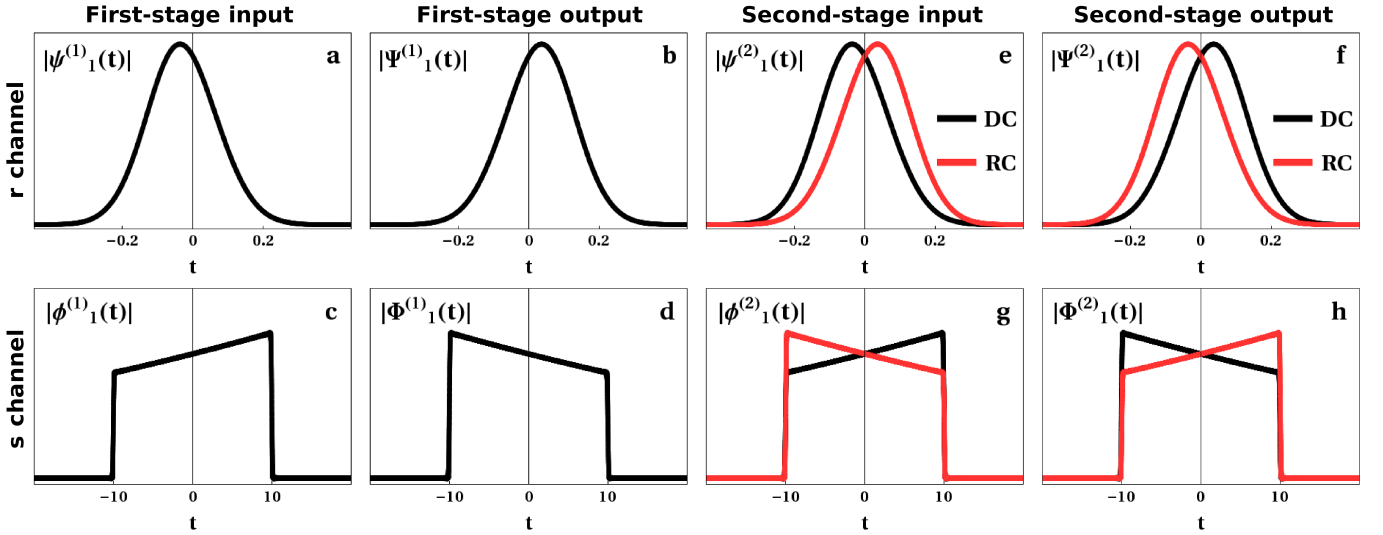 First-stage input First-stage output Second-stage input Second-stage output
r channel
|ψ⁽¹⁾₁(t)| a
|Ψ⁽¹⁾₁(t)| b
|ψ⁽²⁾₁(t)| e
DC
RC
|Ψ⁽²⁾₁(t)| f
DC
RC
−0.2 0 0.2
t
−0.2 0 0.2
t
−0.2 0 0.2
t
−0.2 0 0.2
t
s channel
|ϕ⁽¹⁾₁(t)| c
|Φ⁽¹⁾₁(t)| d
|ϕ⁽²⁾₁(t)| g
|Φ⁽²⁾₁(t)| h
−10 0 10
t
−10 0 10
t
−10 0 10
t
−10 0 10
t